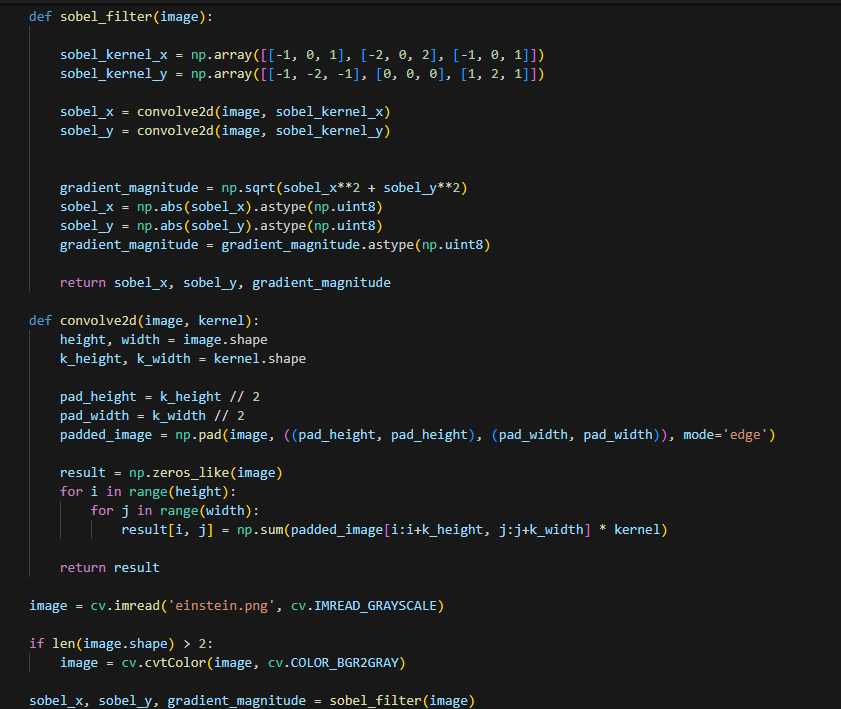 def sobel_filter(image):
sobel_kernel_x = np.array([[-1, 0, 1], [-2, 0, 2], [-1, 0, 1]])
sobel_kernel_y = np.array([[-1, -2, -1], [0, 0, 0], [1, 2, 1]])
sobel_x = convolve2d(image, sobel_kernel_x)
sobel_y = convolve2d(image, sobel_kernel_y)
gradient_magnitude = np.sqrt(sobel_x**2 + sobel_y**2)
sobel_x = np.abs(sobel_x).astype(np.uint8)
sobel_y = np.abs(sobel_y).astype(np.uint8)
gradient_magnitude = gradient_magnitude.astype(np.uint8)
return sobel_x, sobel_y, gradient_magnitude
def convolve2d(image, kernel):
height, width = image.shape
k_height, k_width = kernel.shape
pad_height = k_height // 2
pad_width = k_width // 2
padded_image = np.pad(image, ((pad_height, pad_height), (pad_width, pad_width)), mode='edge')
result = np.zeros_like(image)
for i in range(height):
for j in range(width):
result[i, j] = np.sum(padded_image[i:i+k_height, j:j+k_width] * kernel)
return result
image = cv.imread('einstein.png', cv.IMREAD_GRAYSCALE)
if len(image.shape) > 2:
image = cv.cvtColor(image, cv.COLOR_BGR2GRAY)
sobel_x, sobel_y, gradient_magnitude = sobel_filter(image)